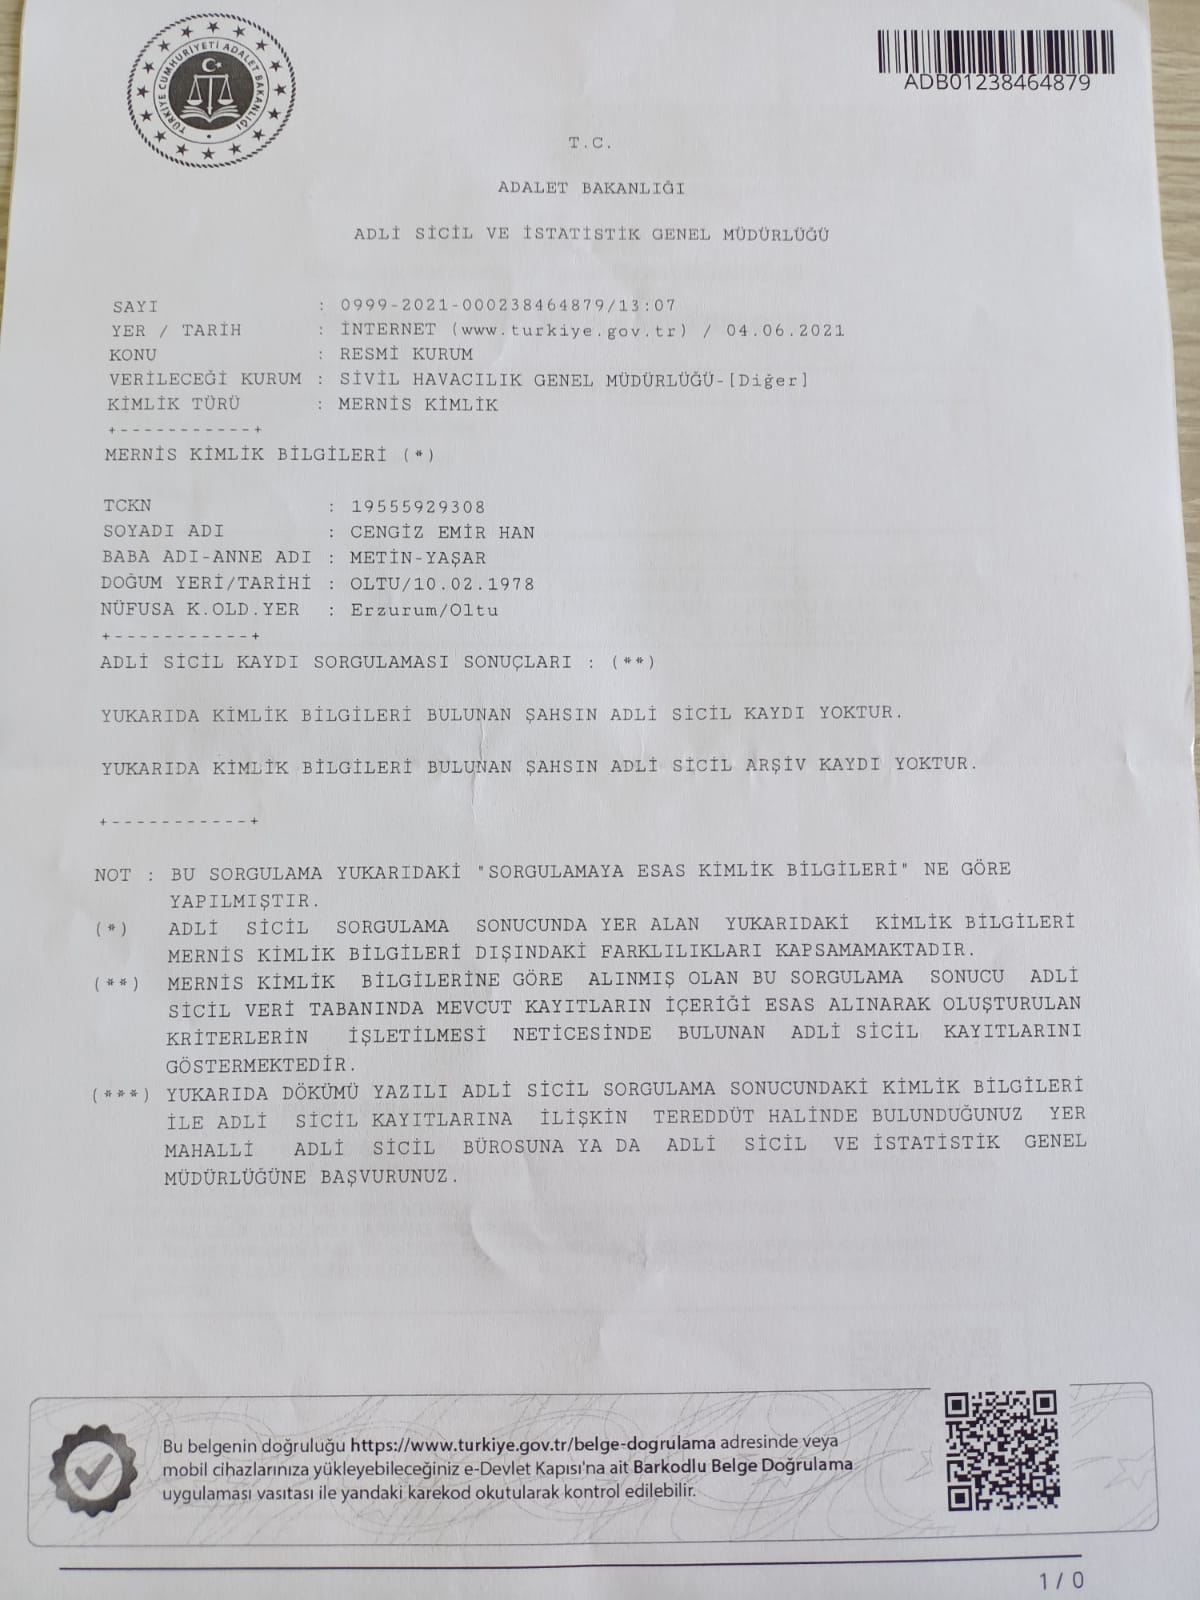 TÜRKİYE CUMHURİYETİ ADALET BAKANLIĞI
ADB01238464879
T.C.
ADALET BAKANLIĞI
ADLİ SİCİL VE İSTATİSTİK GENEL MÜDÜRLÜĞÜ
SAYI : 0999-2021-000238464879/13:07
YER / TARİH : İNTERNET (www.turkiye.gov.tr) / 04.06.2021
KONU : RESMİ KURUM
VERİLECEĞİ KURUM : SİVİL HAVACILIK GENEL MÜDÜRLÜĞÜ-[Diğer]
KİMLİK TÜRÜ : MERNİS KİMLİK
+-----------+
MERNİS KİMLİK BİLGİLERİ (*)
TCKN : 19555929308
SOYADI ADI : CENGİZ EMİR HAN
BABA ADI-ANNE ADI : METİN-YAŞAR
DOĞUM YERİ/TARİHİ : OLTU/10.02.1978
NÜFUSA K.OLD.YER : Erzurum/Oltu
+-----------+
ADLİ SİCİL KAYDI SORGULAMASI SONUÇLARI : (**)
YUKARIDA KİMLİK BİLGİLERİ BULUNAN ŞAHSIN ADLİ SİCİL KAYDI YOKTUR.
YUKARIDA KİMLİK BİLGİLERİ BULUNAN ŞAHSIN ADLİ SİCİL ARŞİV KAYDI YOKTUR.
+-----------+
NOT : BU SORGULAMA YUKARIDAKİ "SORGULAMAYA ESAS KİMLİK BİLGİLERİ" NE GÖRE
YAPILMIŞTIR.
(*) ADLİ SİCİL SORGULAMA SONUCUNDA YER ALAN YUKARIDAKİ KİMLİK BİLGİLERİ
MERNİS KİMLİK BİLGİLERİ DIŞINDAKİ FARKLILIKLARI KAPSAMAMAKTADIR.
(**) MERNİS KİMLİK BİLGİLERİNE GÖRE ALINMIŞ OLAN BU SORGULAMA SONUCU ADLİ
SİCİL VERİ TABANINDA MEVCUT KAYITLARIN İÇERİĞİ ESAS ALINARAK OLUŞTURULAN
KRİTERLERİN İŞLETİLMESİ NETİCESİNDE BULUNAN ADLİ SİCİL KAYITLARINI
GÖSTERMEKTEDİR.
(***) YUKARIDA DÖKÜMÜ YAZILI ADLİ SİCİL SORGULAMA SONUCUNDAKİ KİMLİK BİLGİLERİ
İLE ADLİ SİCİL KAYITLARINA İLİŞKİN TEREDDÜT HALİNDE BULUNDUĞUNUZ YER
MAHALLİ ADLİ SİCİL BÜROSUNA YA DA ADLİ SİCİL VE İSTATİSTİK GENEL
MÜDÜRLÜĞÜNE BAŞVURUNUZ.
Bu belgenin doğruluğu https://www.turkiye.gov.tr/belge-dogrulama adresinde veya
mobil cihazlarınıza yükleyebileceğiniz e-Devlet Kapısı'na ait Barkodlu Belge Doğrulama
uygulaması vasıtası ile yandaki karekod okutularak kontrol edilebilir.
1 / 0